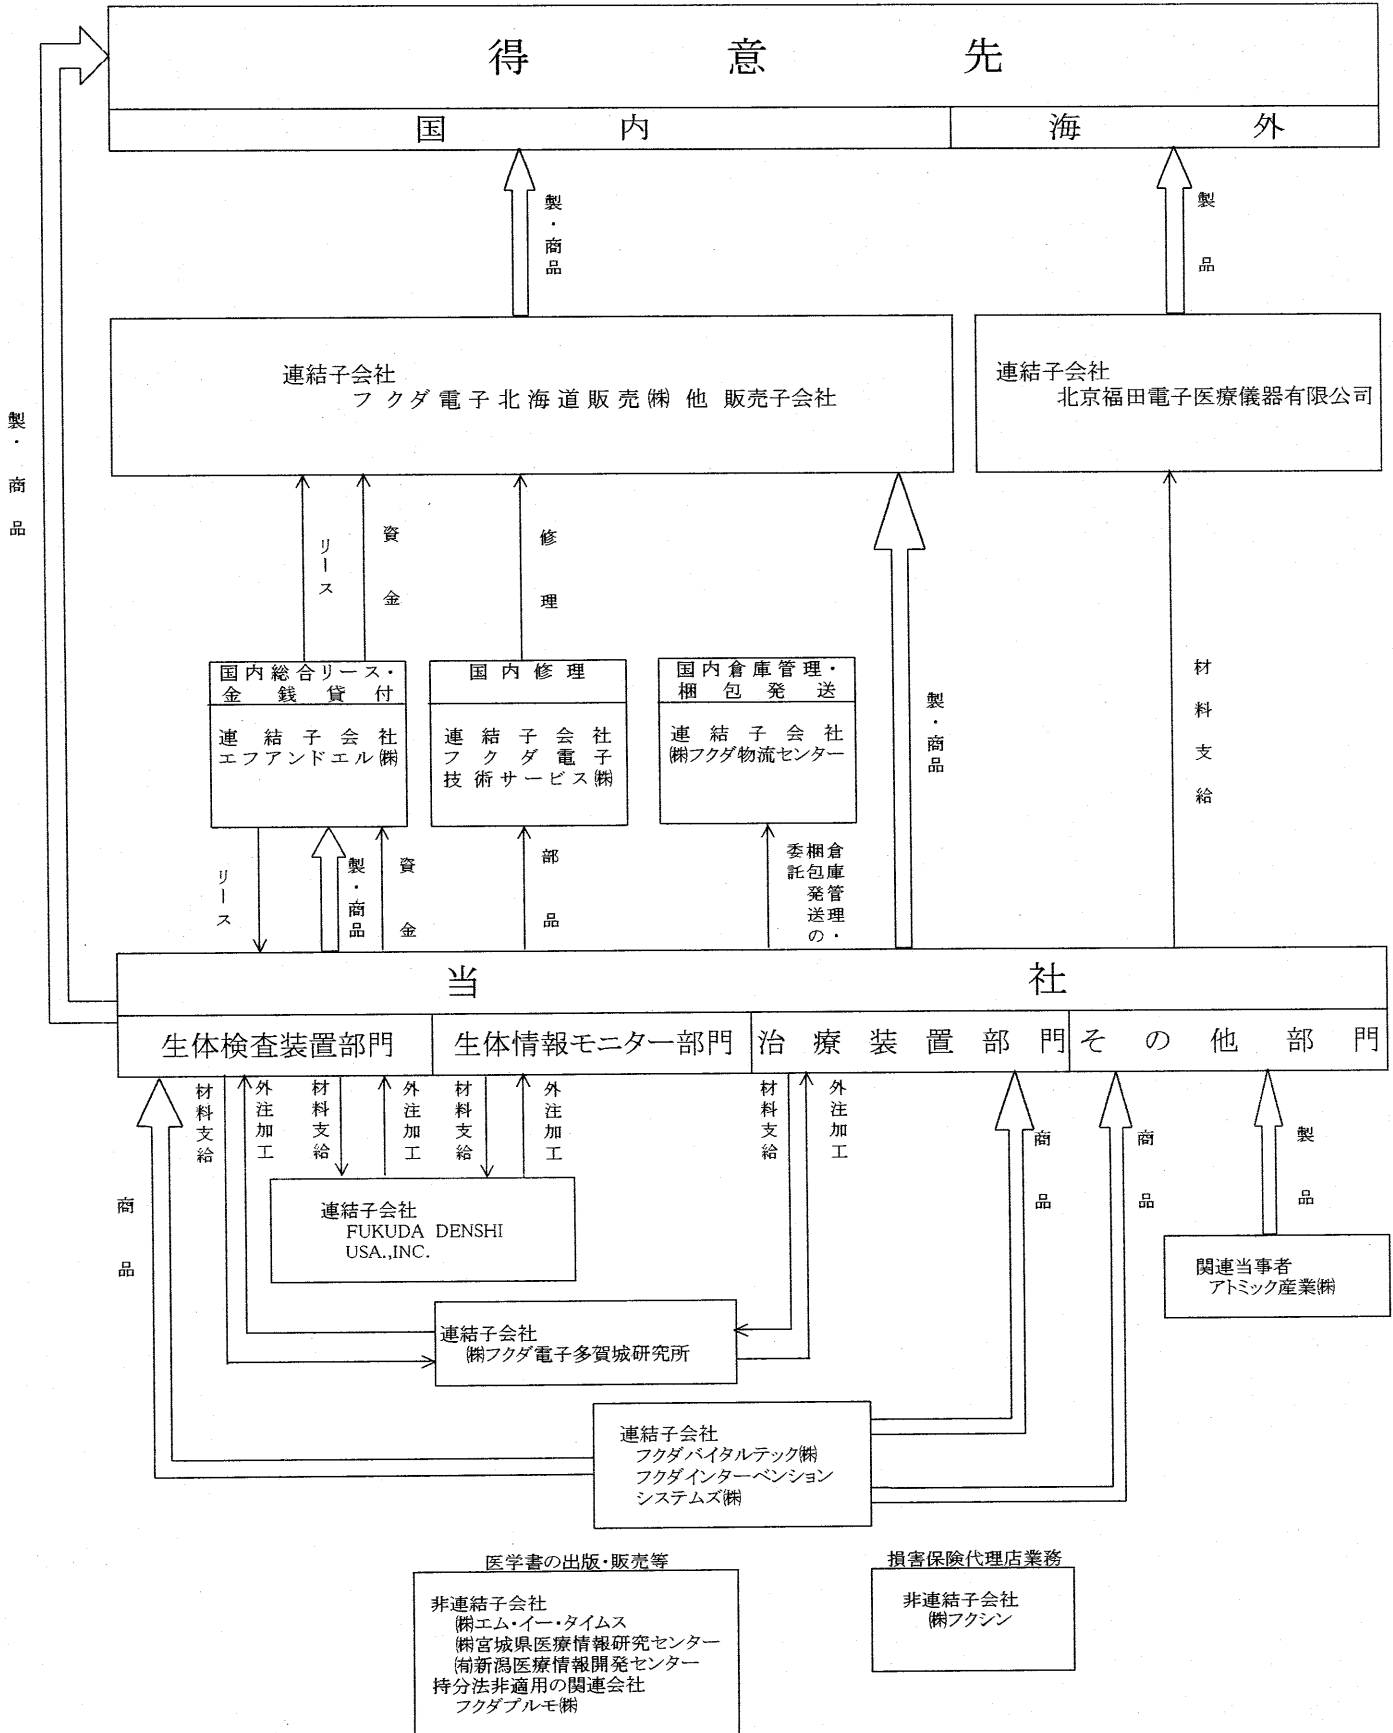 得意先
国内
海外
製・商品
製品
製・商品
連結子会社
フクダ電子北海道販売㈱他 販売子会社
連結子会社
北京福田電子医療儀器有限公司
リース
資金
修理
製・商品
材料支給
国内総合リース・
金銭貸付
連結子会社
エフアンドエル㈱
国内修理
連結子会社
フクダ電子
技術サービス㈱
国内倉庫管理・
梱包発送
連結子会社
㈱フクダ物流センター
リース
製・商品
資金
部品
倉庫管理・
梱包発送の
委託
当社
生体検査装置部門
生体情報モニター部門
治療装置部門
その他部門
商品
材料支給
外注加工
材料支給
外注加工
材料支給
外注加工
材料支給
外注加工
商品
商品
製品
連結子会社
FUKUDA DENSHI
USA.,INC.
関連当事者
アトミック産業㈱
連結子会社
㈱フクダ電子多賀城研究所
連結子会社
フクダバイタルテック㈱
フクダインターベンション
システムズ㈱
医学書の出版・販売等
非連結子会社
㈱エム・イー・タイムス
㈱宮城県医療情報研究センター
㈲新潟医療情報開発センター
持分法非適用の関連会社
フクダプルモ㈱
損害保険代理店業務
非連結子会社
㈱フクシン